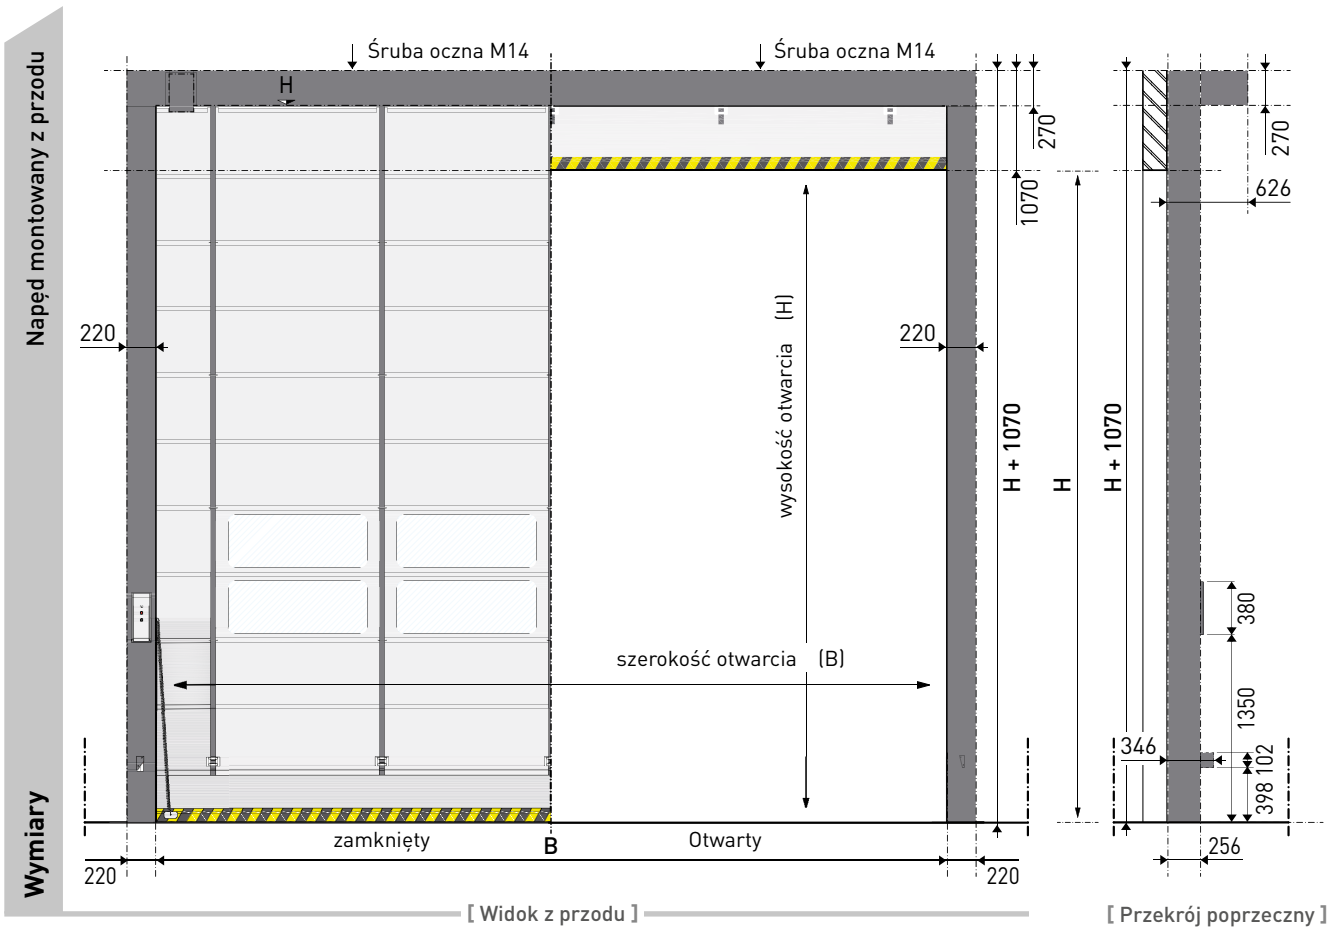 Napęd montowany z przodu
Wymiary
Śruba oczna M14
Śruba oczna M14
H
270
1070
220
220
wysokość otwarcia (H)
szerokość otwarcia (B)
H + 1070
H
zamknięty
B
Otwarty
220
220
[ Widok z przodu ]
H + 1070
270
626
380
1350
346
102
398
256
[ Przekrój poprzeczny ]